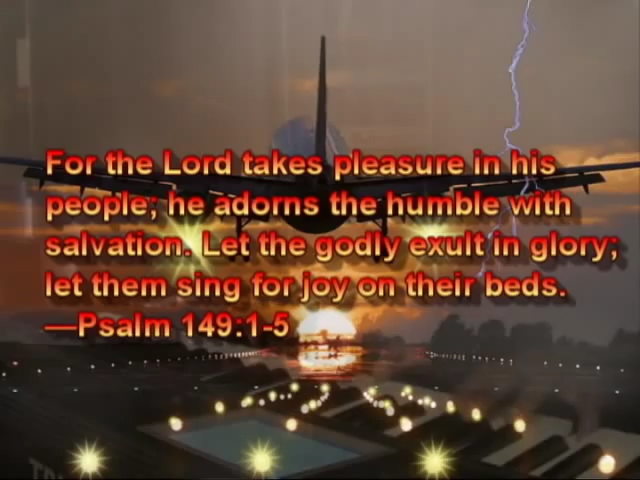 For the Lord takes pleasure in his
people; he adorns the humble with
salvation. Let the godly exult in glory;
let them sing for joy on their beds.
—Psalm 149:1-5